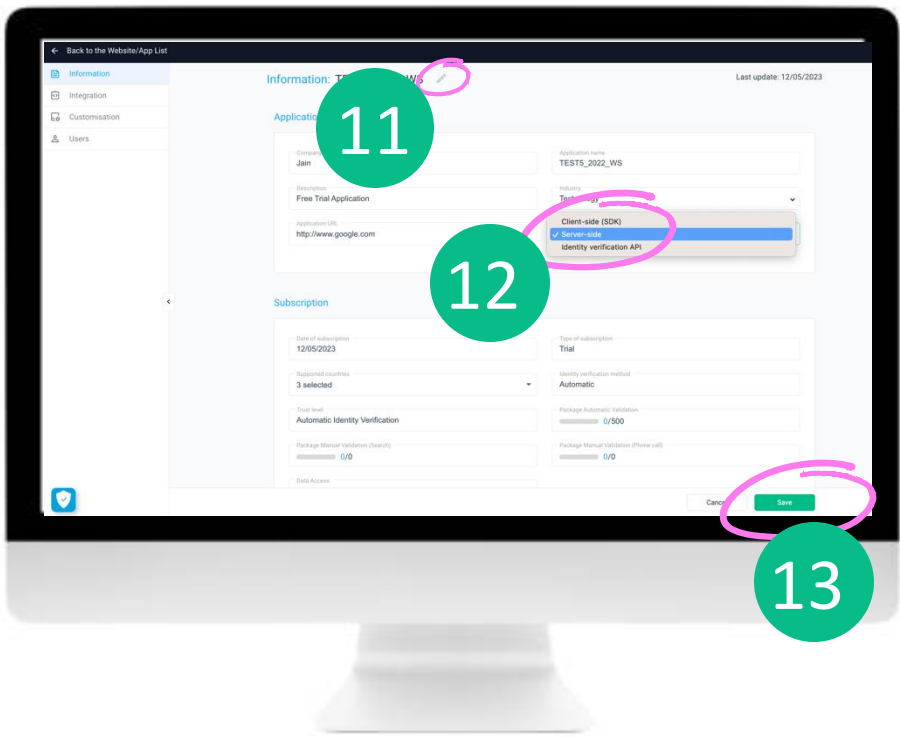 Back to the Website/App List
Information
Integration
Customisation
Users
Information: WS
Last update: 12/05/2023
11
Application
Company
Jain
Application name
TEST5_2022_WS
Description
Free Trial Application
Industry
Technology
Application URL
http://www.google.com
Client-side (SDK)
Server-side
Identity verification API
12
Subscription
Date of subscription
12/05/2023
Type of subscription
Trial
Supported countries
3 selected
Identity verification method
Automatic
Trust level
Automatic Identity Verification
Package Automatic Validation
0/500
Package Manual Validation (Search)
0/0
Package Manual Validation (Phone call)
0/0
Data Access
Cancel
Save
13